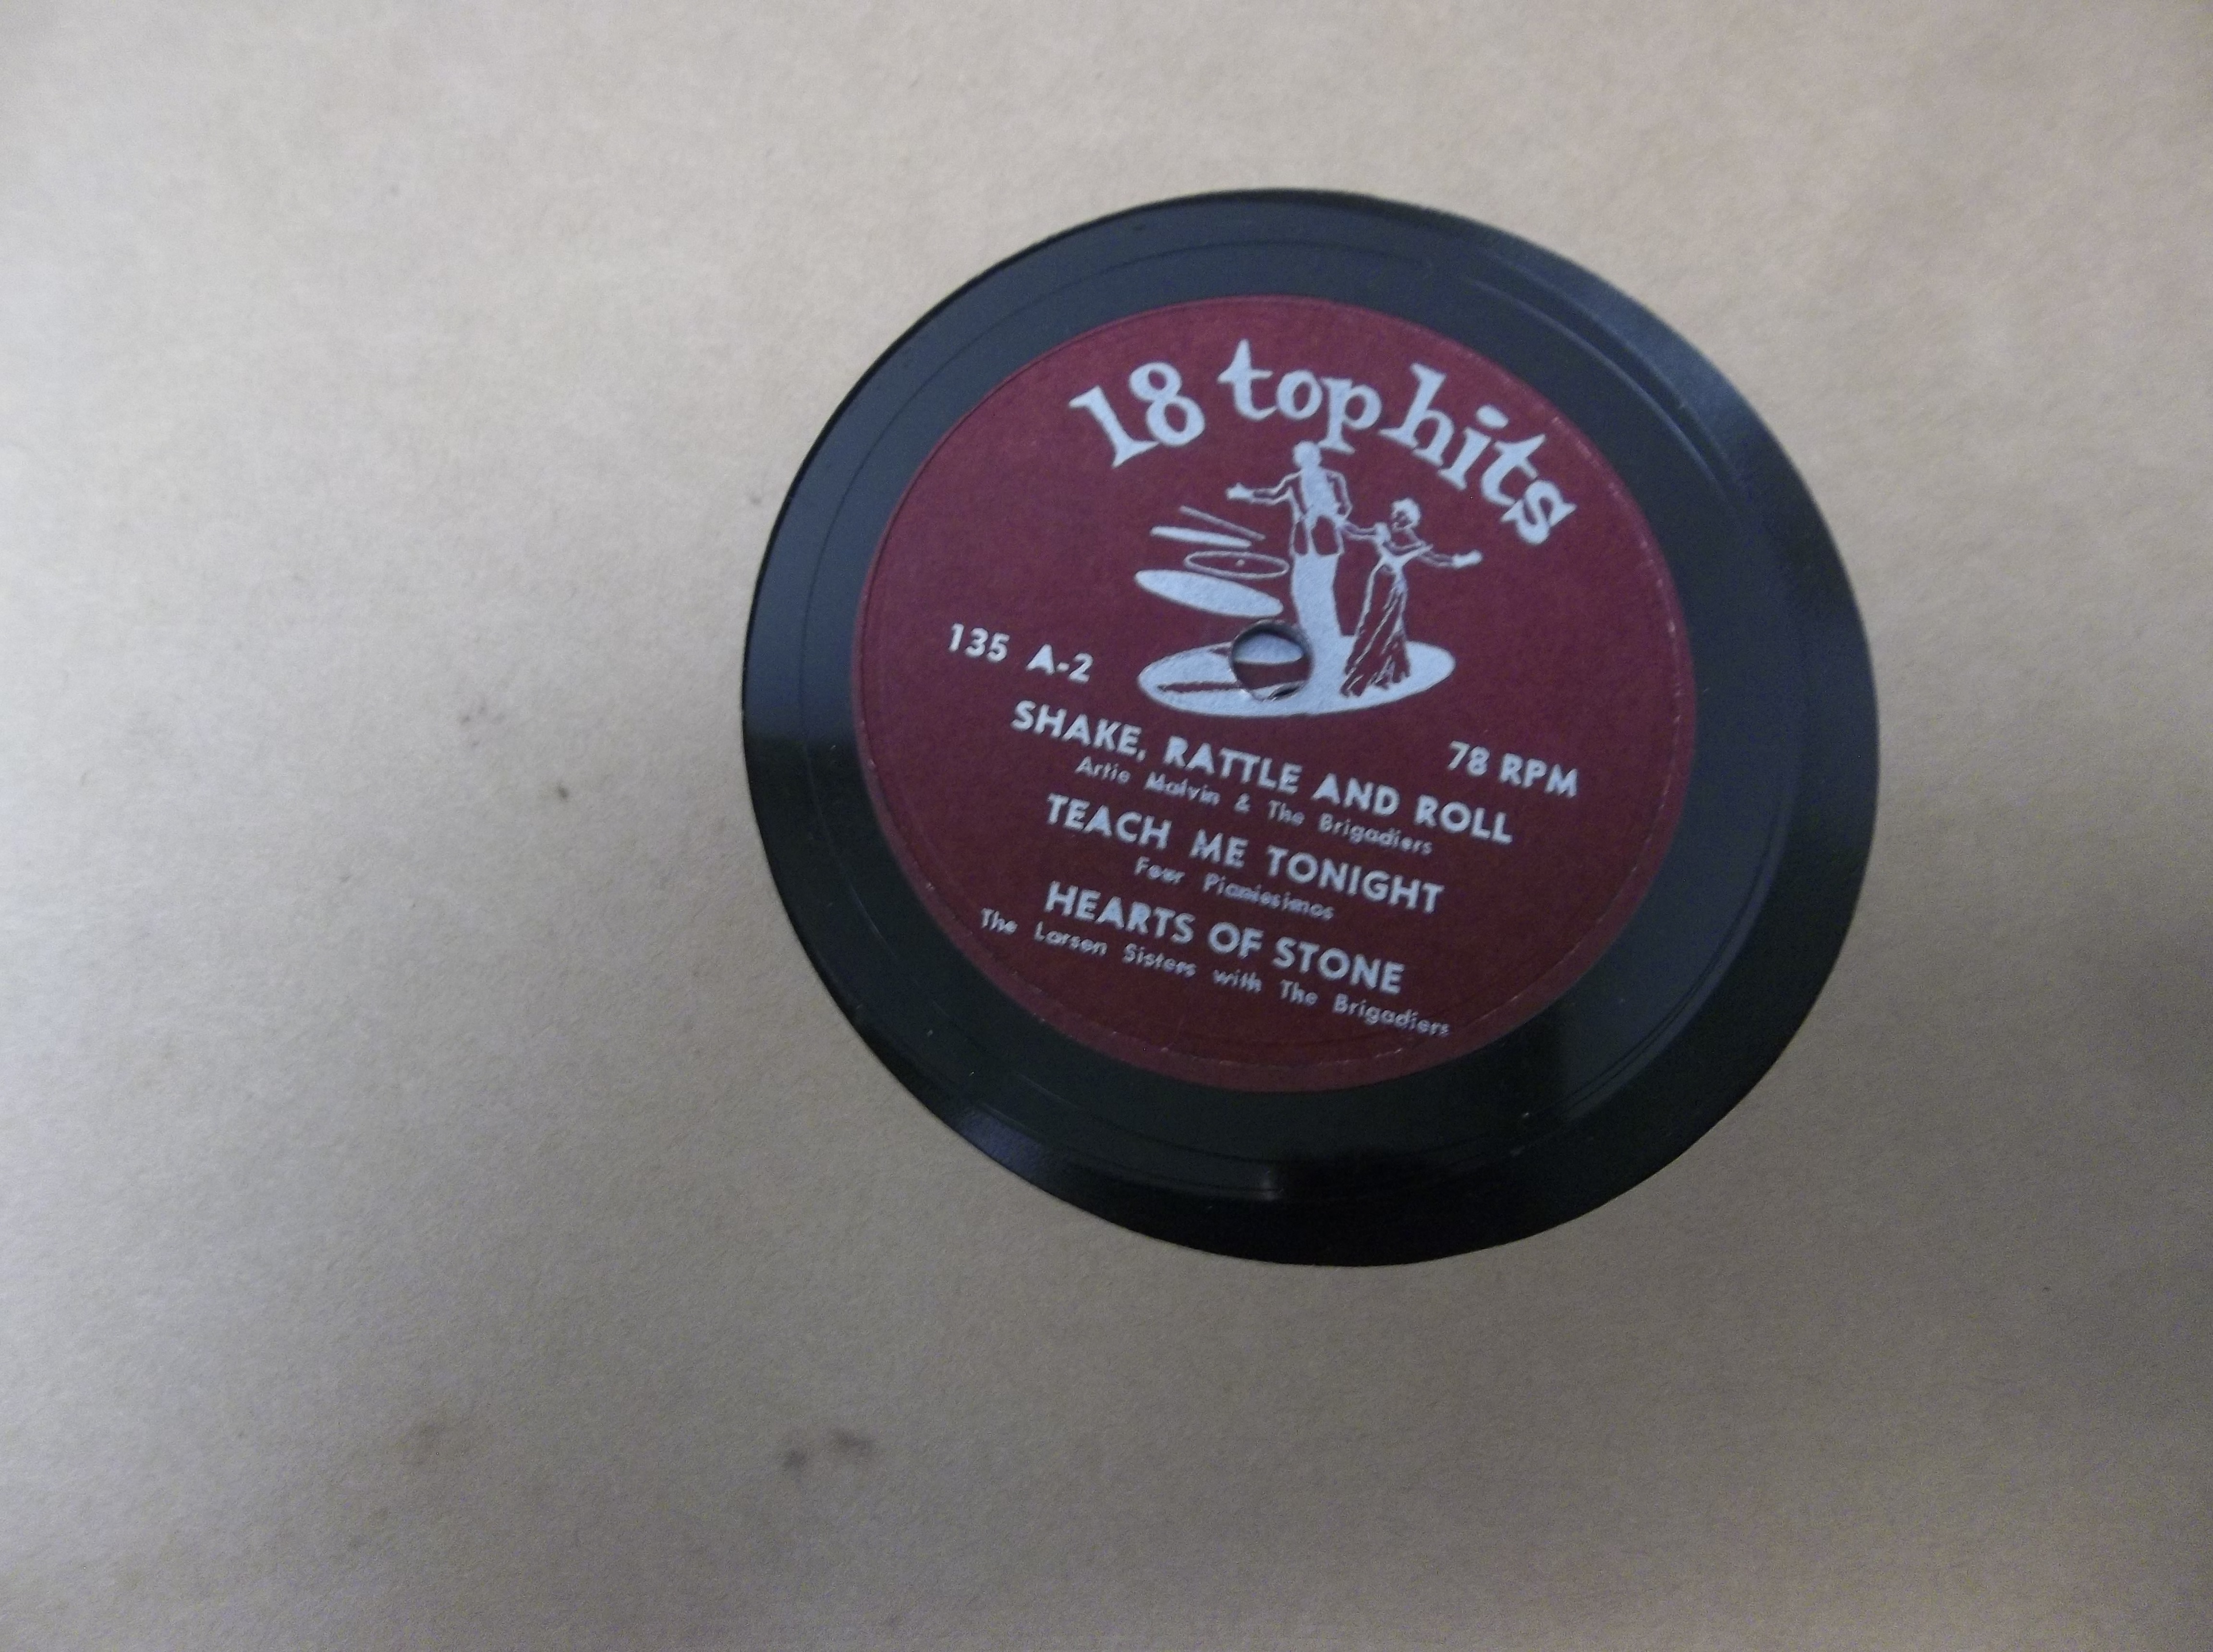 18 top hits
135 A-2
78 RPM
SHAKE, RATTLE AND ROLL
Artie Malvin & The Brigadiers
TEACH ME TONIGHT
Four Pianissimos
HEARTS OF STONE
The Larsen Sisters with The Brigadiers